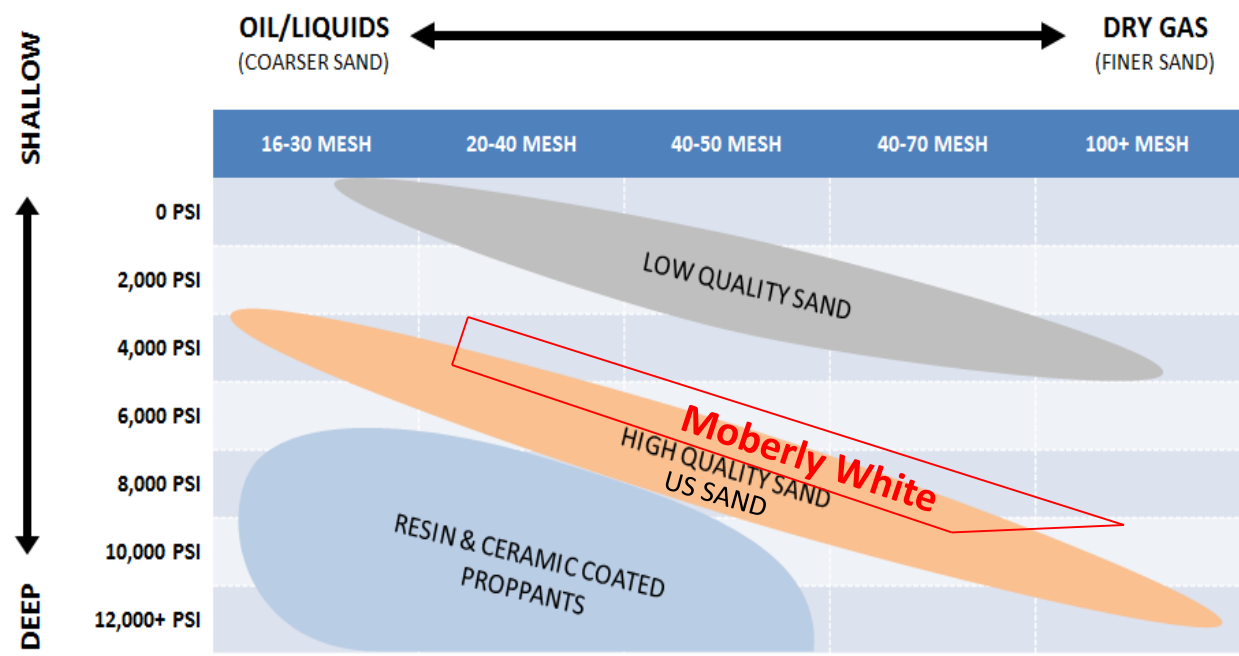 OIL/LIQUIDS
(COARSER SAND)
DRY GAS
(FINER SAND)
SHALLOW
DEEP
16-30 MESH
20-40 MESH
40-50 MESH
40-70 MESH
100+ MESH
0 PSI
2,000 PSI
4,000 PSI
6,000 PSI
8,000 PSI
10,000 PSI
12,000+ PSI
LOW QUALITY SAND
Moberly White
HIGH QUALITY SAND
US SAND
RESIN & CERAMIC COATED
PROPPANTS